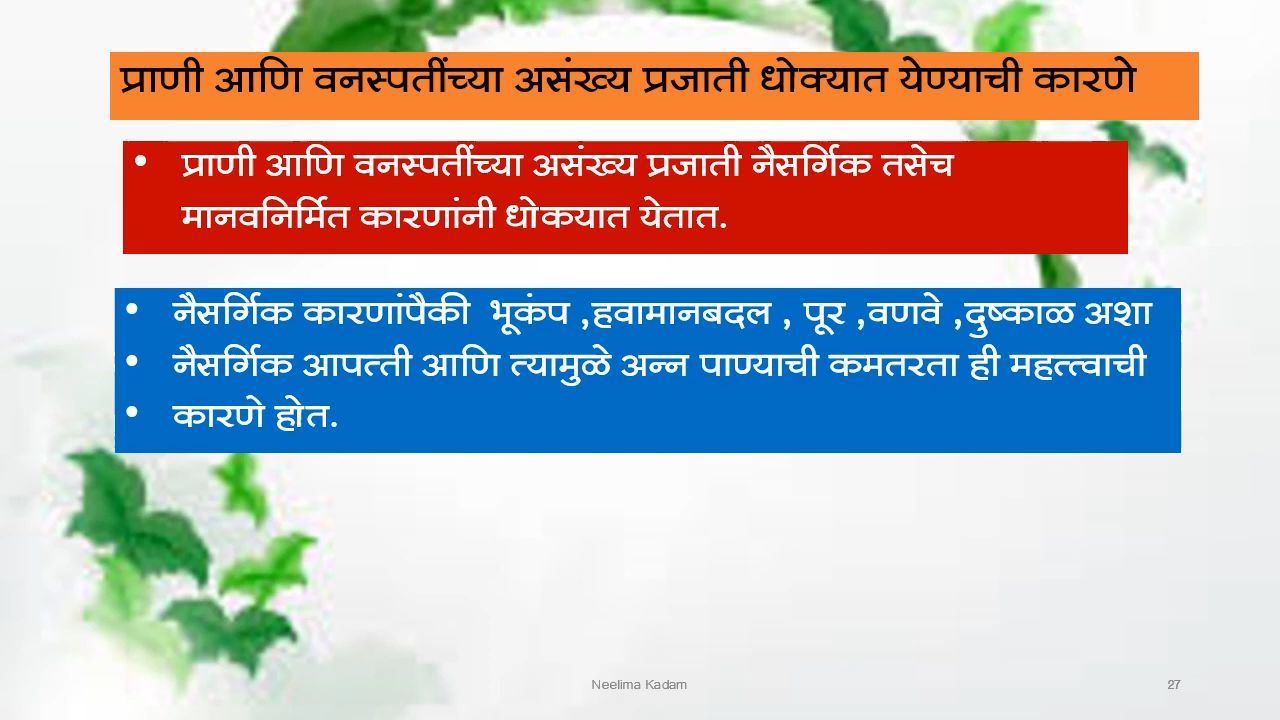 प्राणी आणि वनस्पतींच्या असंख्य प्रजाती धोक्यात येण्याची कारणे
• प्राणी आणि वनस्पतींच्या असंख्य प्रजाती नैसर्गिक तसेच
मानवनिर्मित कारणांनी धोकयात येतात.
• नैसर्गिक कारणांपैकी भूकंप ,हवामानबदल , पूर ,वणवे ,दुष्काळ अशा
• नैसर्गिक आपत्ती आणि त्यामुळे अन्न पाण्याची कमतरता ही महत्त्वाची
• कारणे होत.
Neelima Kadam
27